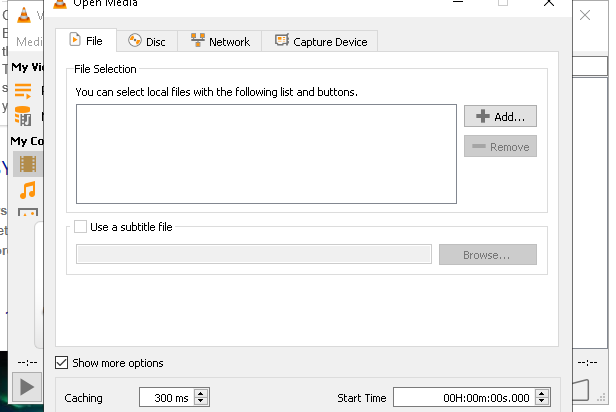 Open Media
Medi
File
Disc
Network
Capture Device
My Vi
File Selection
You can select local files with the following list and buttons.
Add...
Remove
My Co
Use a subtitle file
Browse...
--:--
--:--
Show more options
Caching
300 ms
Start Time
00H:00m:00s.000